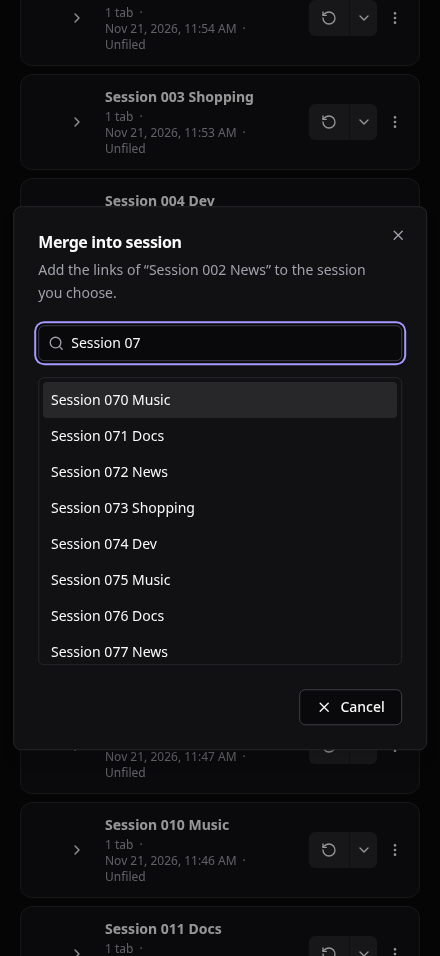 1 tab ·
Nov 21, 2026, 11:54 AM ·
Unfiled
Session 003 Shopping
1 tab ·
Nov 21, 2026, 11:53 AM ·
Unfiled
Session 004 Dev
Merge into session
Add the links of “Session 002 News” to the session
you choose.
Session 07
Session 070 Music
Session 071 Docs
Session 072 News
Session 073 Shopping
Session 074 Dev
Session 075 Music
Session 076 Docs
Session 077 News
Cancel
Nov 21, 2026, 11:47 AM ·
Unfiled
Session 010 Music
1 tab ·
Nov 21, 2026, 11:46 AM ·
Unfiled
Session 011 Docs
1 tab ·